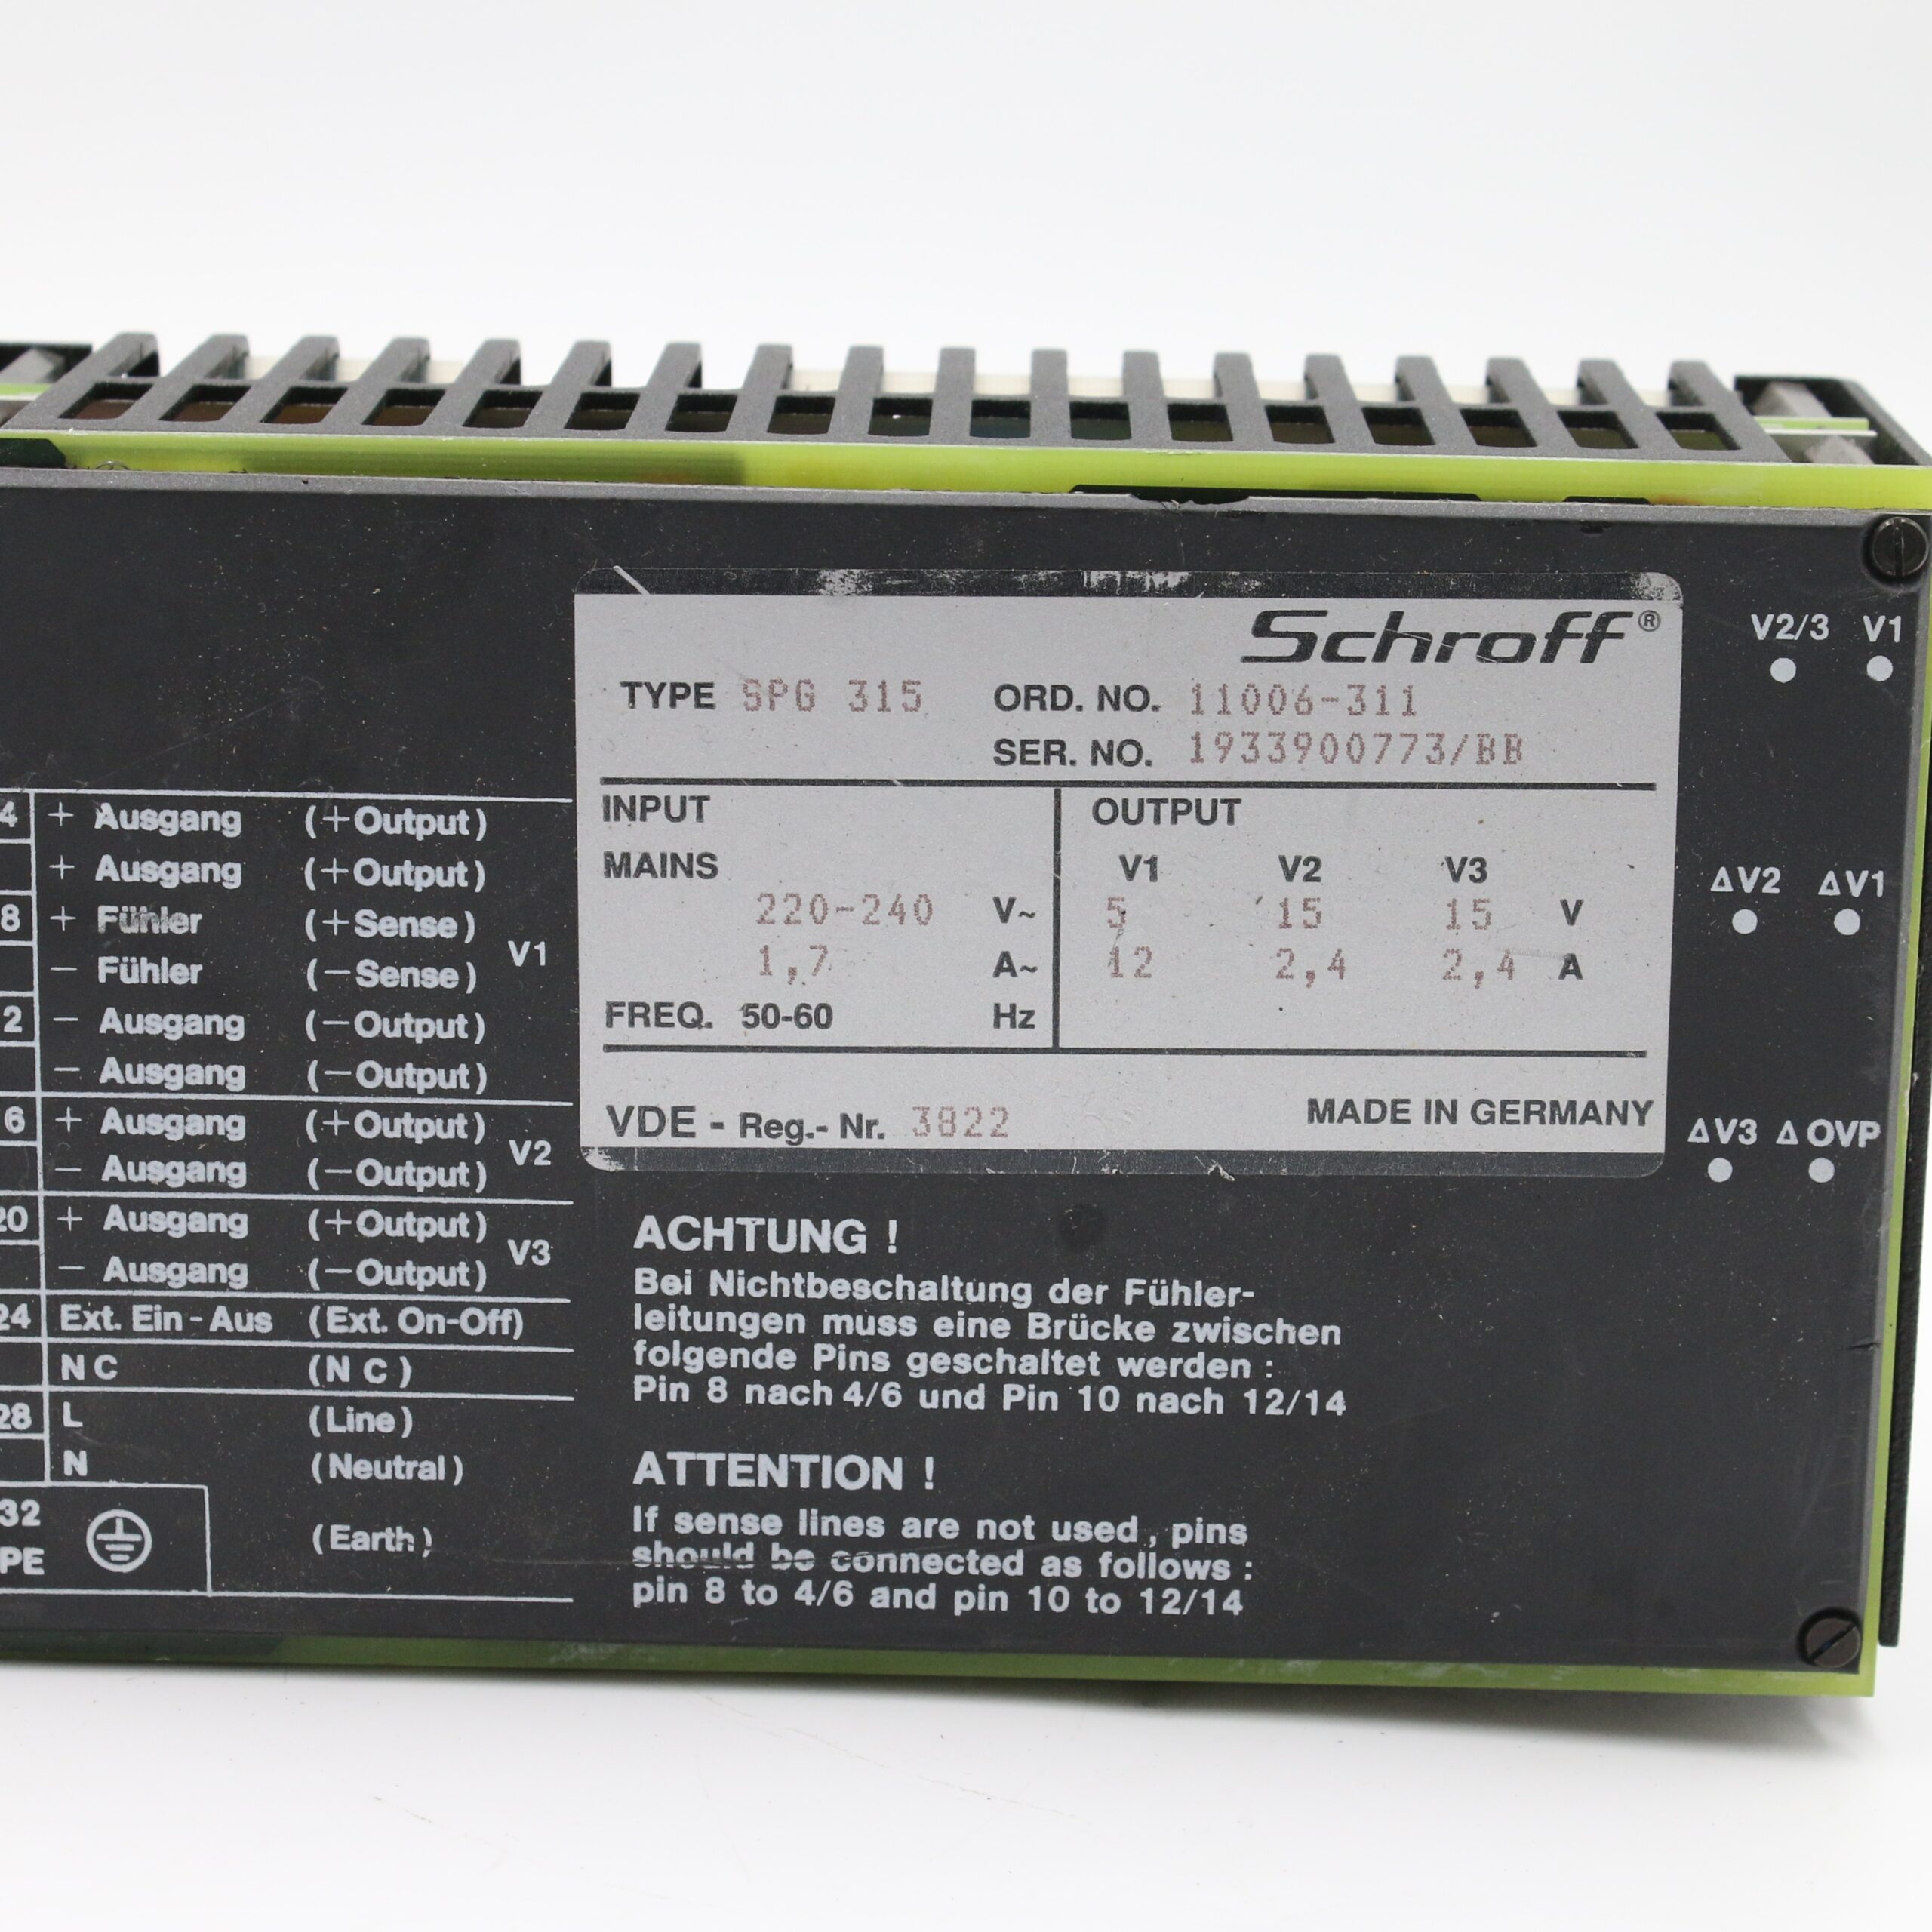 Schroff®
TYPE SPG 315 ORD. NO. 11006-311
SER. NO. 1933900773/BB
INPUT OUTPUT
MAINS V1 V2 V3
220-240 V~ 5 15 15 V
1,7 A~ 12 2,4 2,4 A
FREQ. 50-60 Hz
VDE - Reg.- Nr. 3822 MADE IN GERMANY
V2/3 V1
ΔV2 ΔV1
ΔV3 ΔOVP
4 + Ausgang (+Output)
+ Ausgang (+Output)
8 + Fühler (+Sense)
V1
− Fühler (−Sense)
2 − Ausgang (−Output)
− Ausgang (−Output)
6 + Ausgang (+Output)
V2
− Ausgang (−Output)
20 + Ausgang (+Output)
V3
− Ausgang (−Output)
24 Ext. Ein-Aus (Ext. On-Off)
NC (NC)
28 L (Line)
N (Neutral)
32
PE (Earth)
ACHTUNG !
Bei Nichtbeschaltung der Fühler-
leitungen muss eine Brücke zwischen
folgende Pins geschaltet werden :
Pin 8 nach 4/6 und Pin 10 nach 12/14
ATTENTION !
If sense lines are not used, pins
should be connected as follows :
pin 8 to 4/6 and pin 10 to 12/14